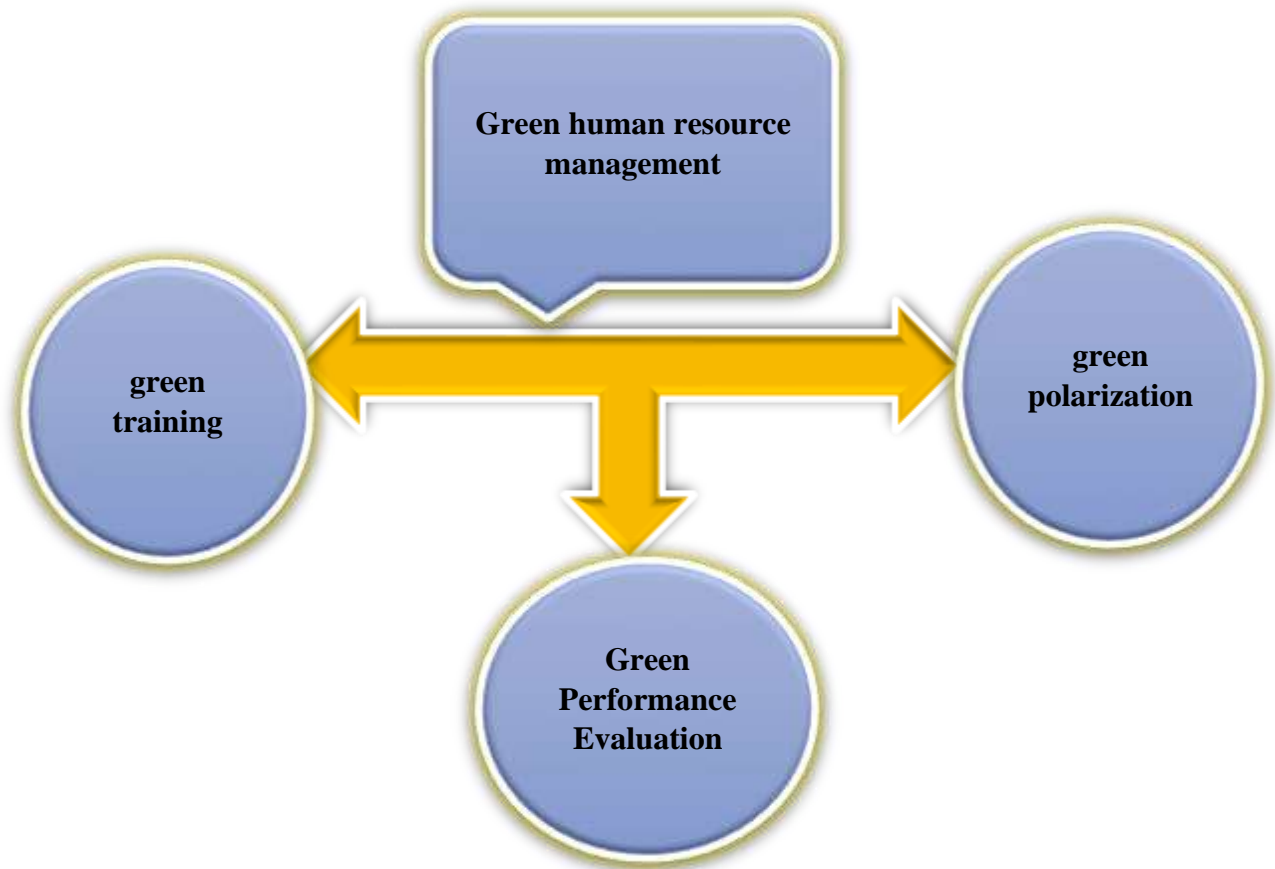 Green human resource
management
green
training
green
polarization
Green
Performance
Evaluation